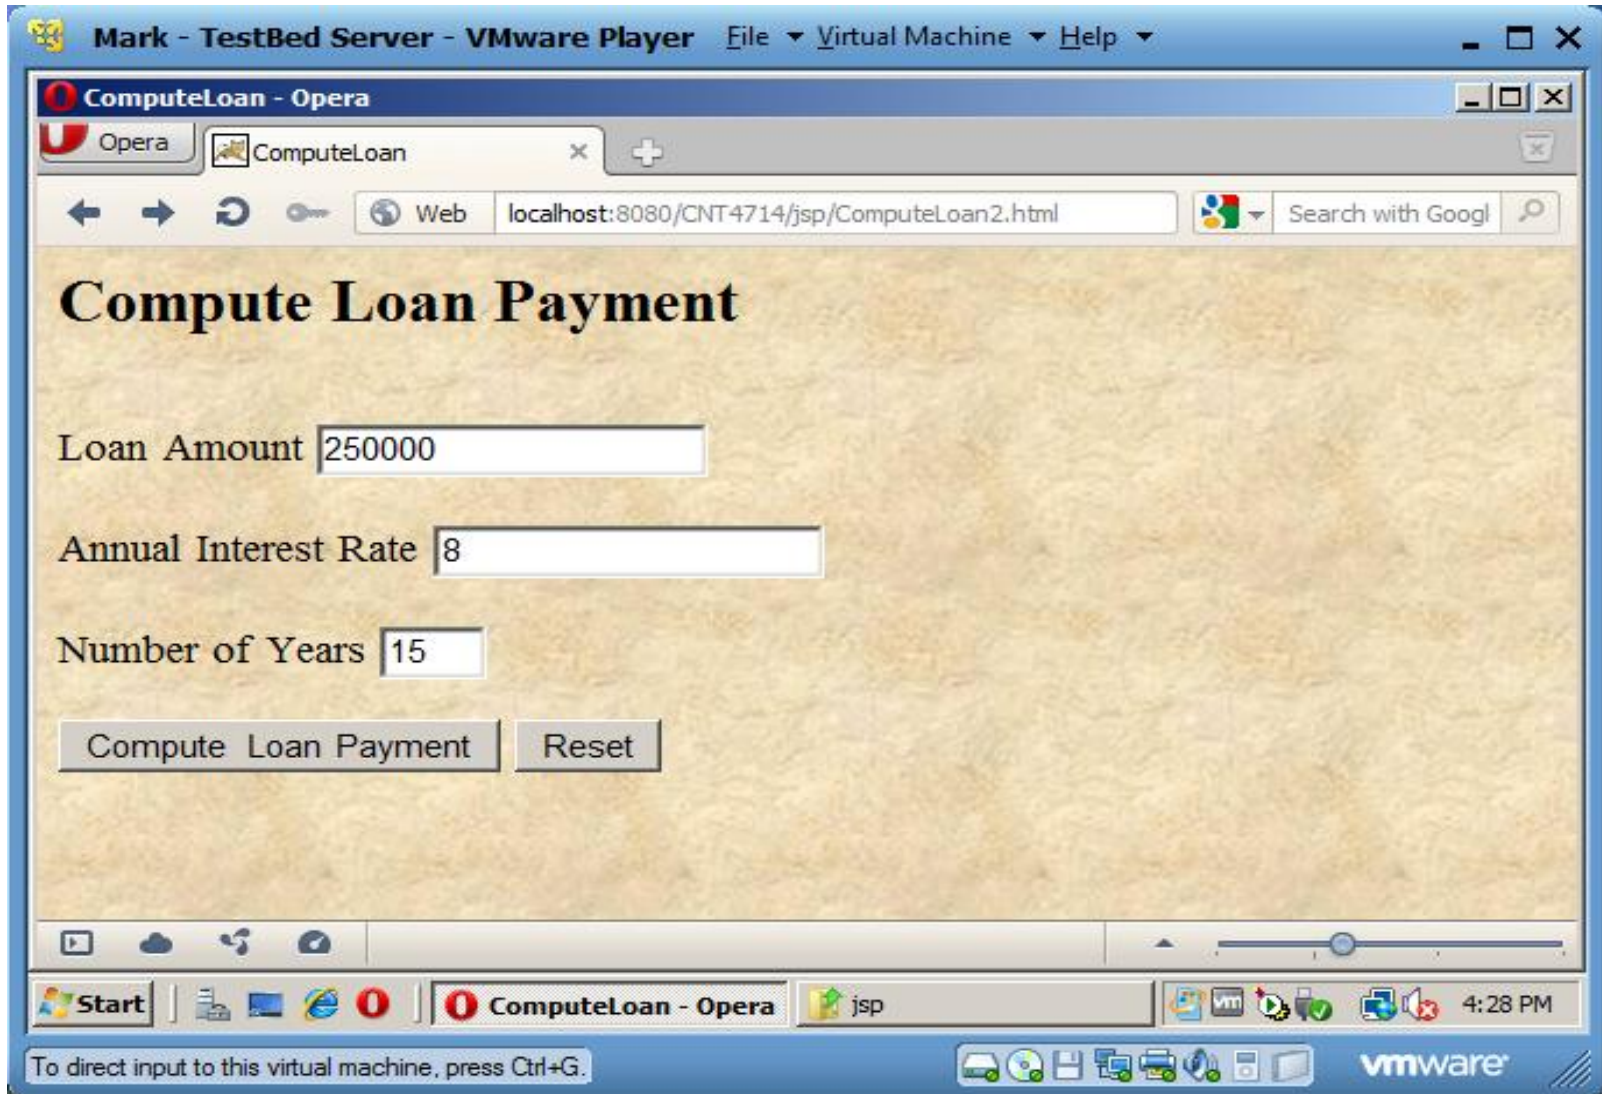 Mark - TestBed Server - VMware Player File Virtual Machine Help
ComputeLoan - Opera
Opera ComputeLoan
Web localhost:8080/CNT4714/jsp/ComputeLoan2.html Search with Googl
Compute Loan Payment
Loan Amount 250000
Annual Interest Rate 8
Number of Years 15
Compute Loan Payment Reset
Start ComputeLoan - Opera jsp vm 4:28 PM
To direct input to this virtual machine, press Ctrl+G. vmware